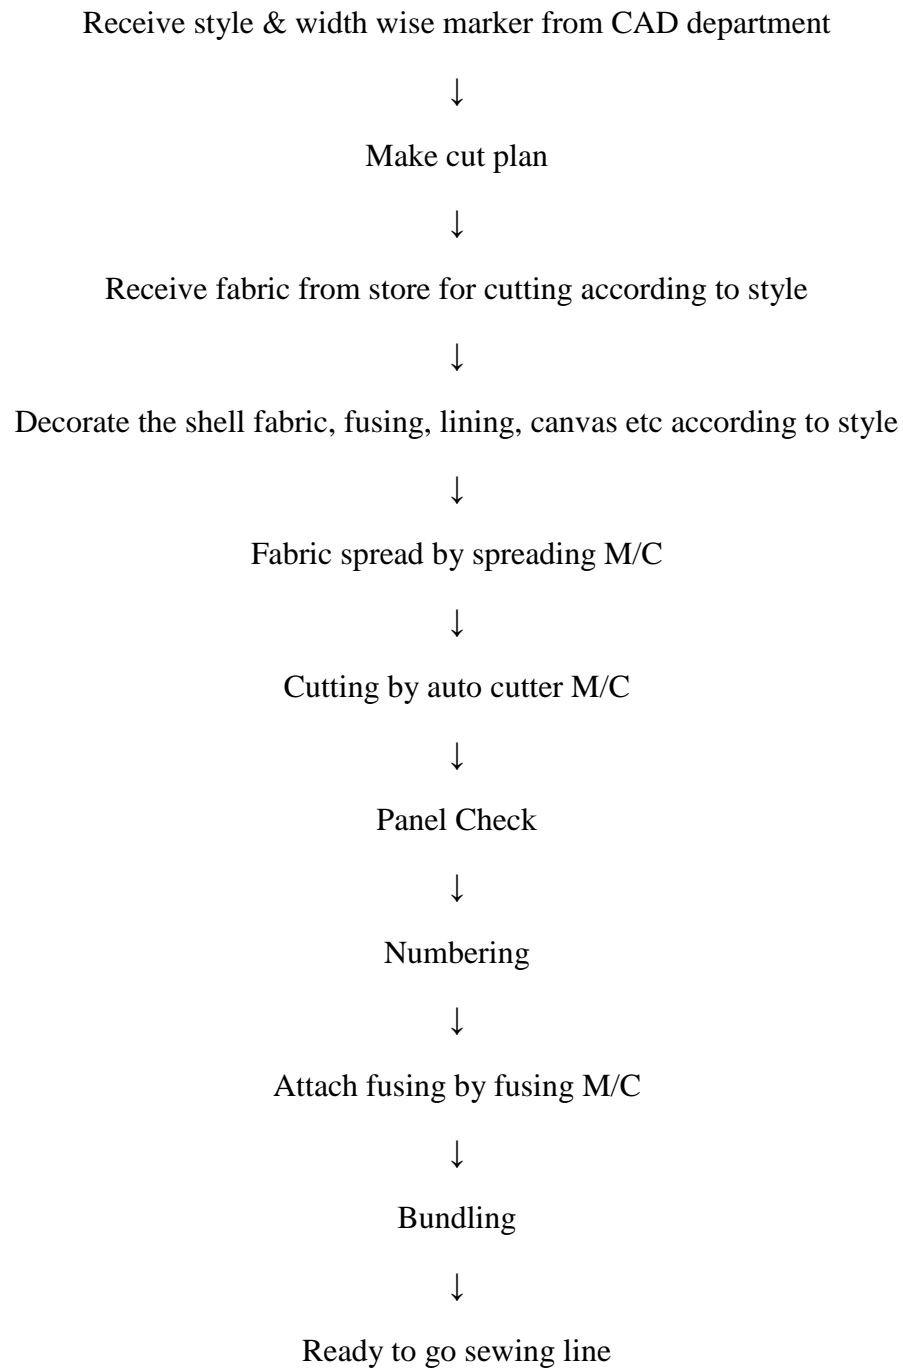 Receive style & width wise marker from CAD department
↓
Make cut plan
↓
Receive fabric from store for cutting according to style
↓
Decorate the shell fabric, fusing, lining, canvas etc according to style
↓
Fabric spread by spreading M/C
↓
Cutting by auto cutter M/C
↓
Panel Check
↓
Numbering
↓
Attach fusing by fusing M/C
↓
Bundling
↓
Ready to go sewing line